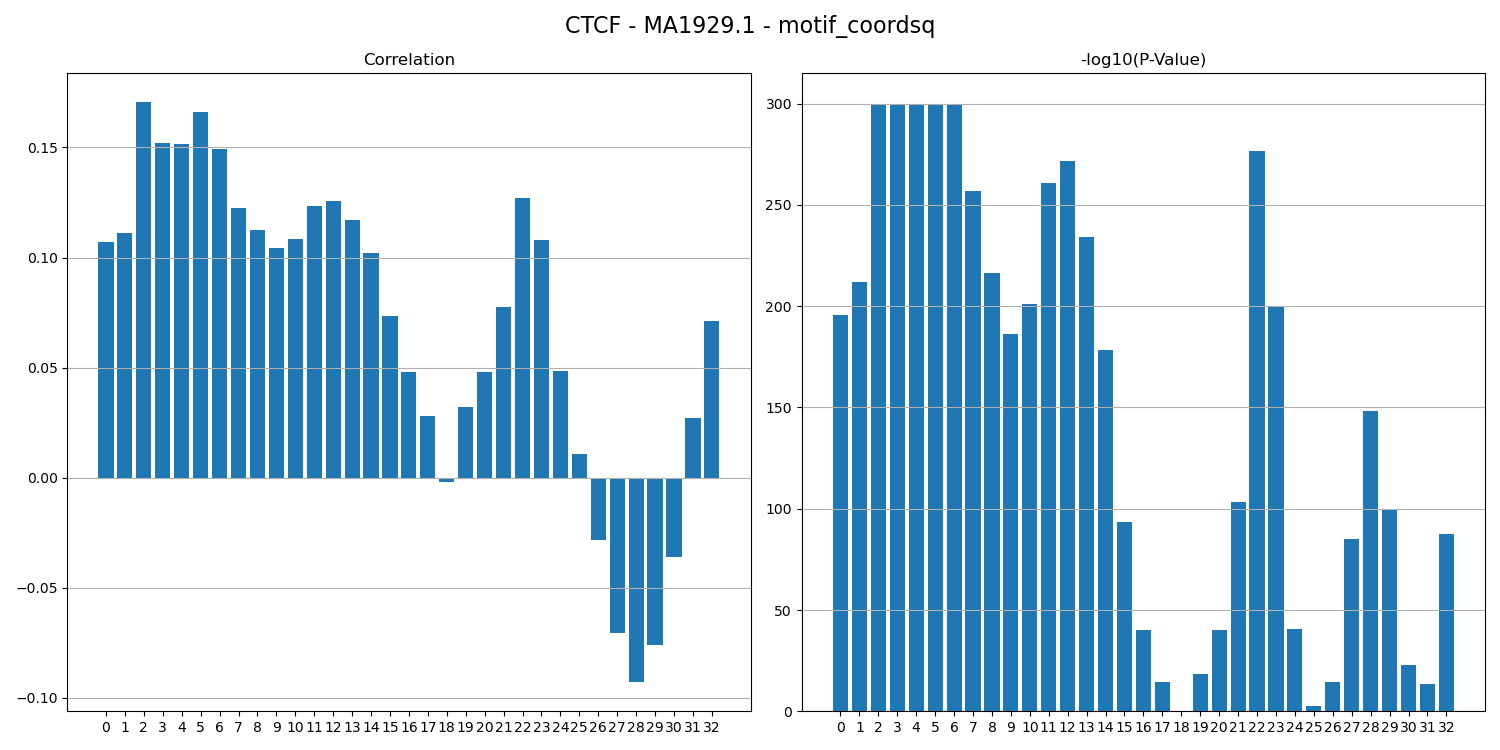 CTCF - MA1929.1 - motif_coordsq
Correlation
0.15
0.10
0.05
0.00
−0.05
−0.10
0 1 2 3 4 5 6 7 8 9 10 11 12 13 14 15 16 17 18 19 20 21 22 23 24 25 26 27 28 29 30 31 32
-log10(P-Value)
300
250
200
150
100
50
0
0 1 2 3 4 5 6 7 8 9 10 11 12 13 14 15 16 17 18 19 20 21 22 23 24 25 26 27 28 29 30 31 32